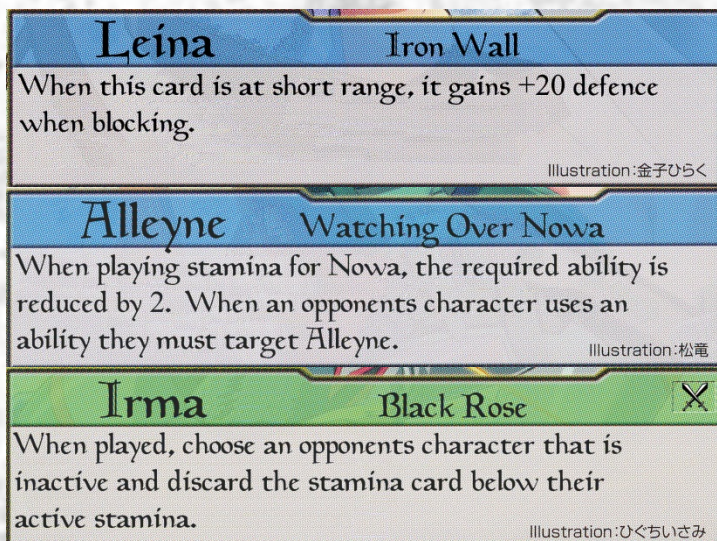 Leina Iron Wall
When this card is at short range, it gains +20 defence
when blocking.
Illustration:金子ひらく
Alleyne Watching Over Nowa
When playing stamina for Nowa, the required ability is
reduced by 2. When an opponents character uses an
ability they must target Alleyne.
Illustration:松竜
Irma Black Rose
When played, choose an opponents character that is
inactive and discard the stamina card below their
active stamina.
Illustration:ひぐちいさみ